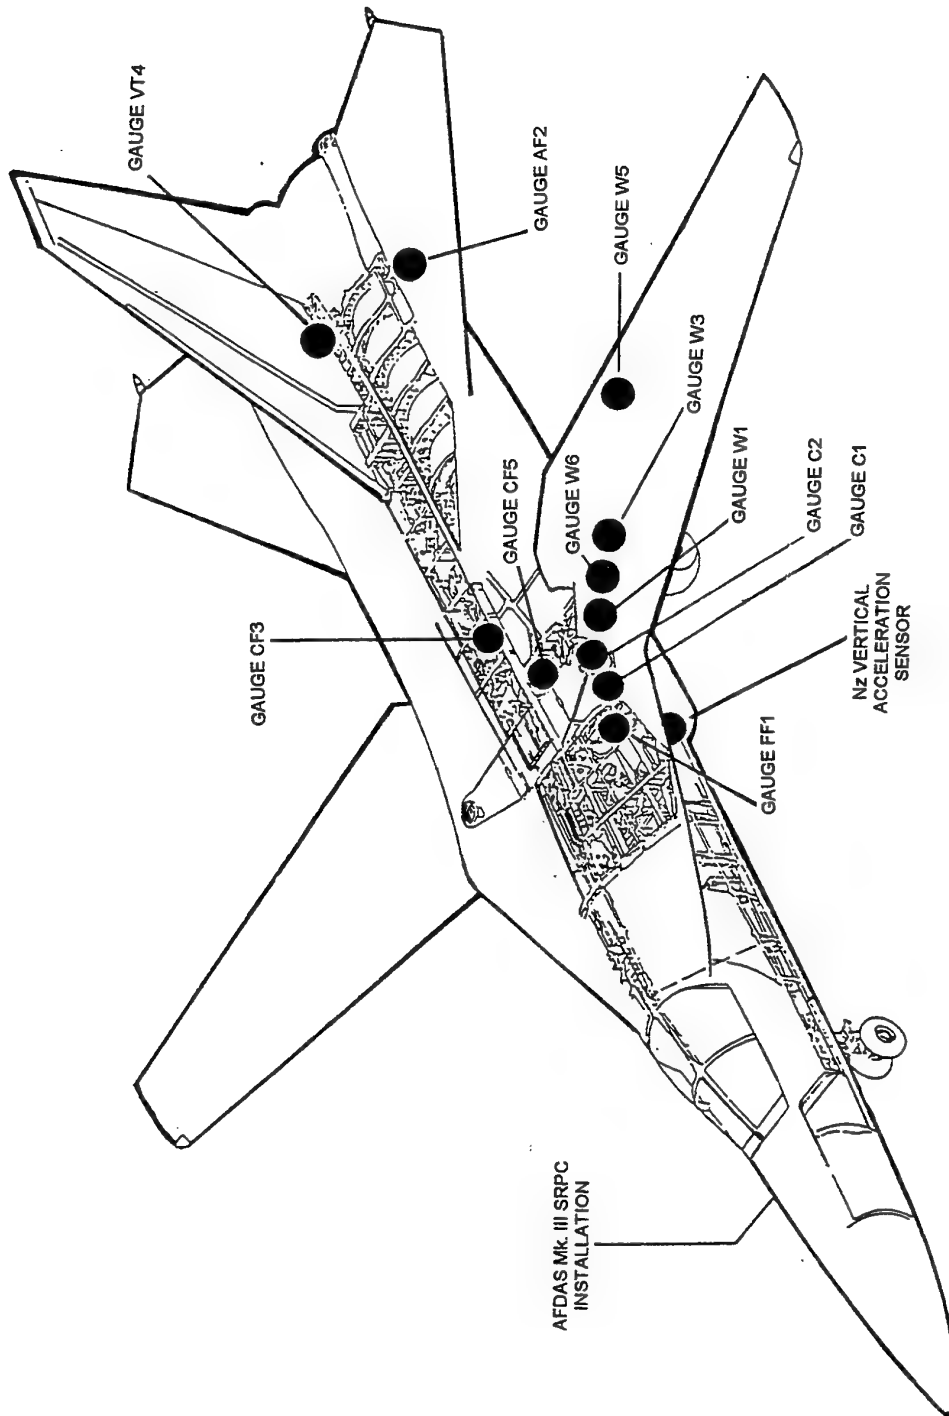 GAUGE VT4
GAUGE CF3
GAUGE CF5
GAUGE AF2
AFDAS Mk. III SRPC
INSTALLATION
GAUGE W6
GAUGE W5
GAUGE W3
GAUGE W1
GAUGE FF1
GAUGE C2
GAUGE C1
Nz VERTICAL
ACCELERATION
SENSOR